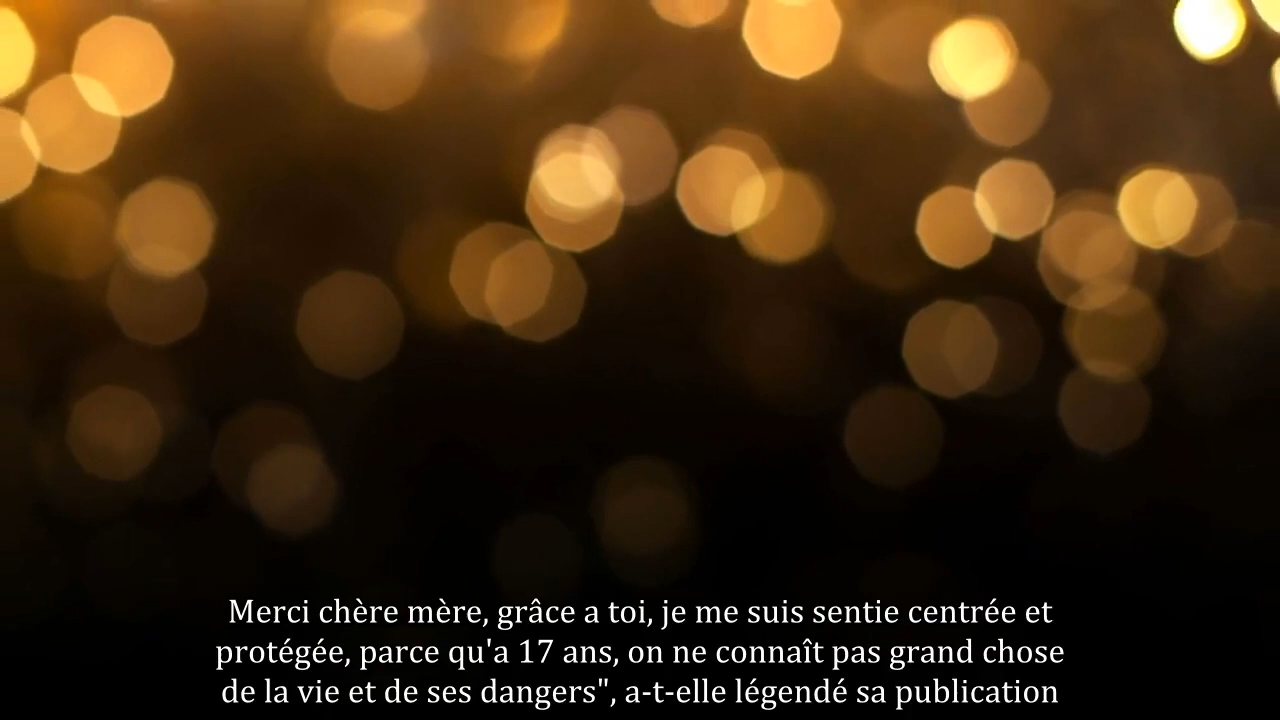 Merci chère mère, grâce a toi, je me suis sentie centrée et
protégée, parce qu'a 17 ans, on ne connaît pas grand chose
de la vie et de ses dangers", a-t-elle légendé sa publication